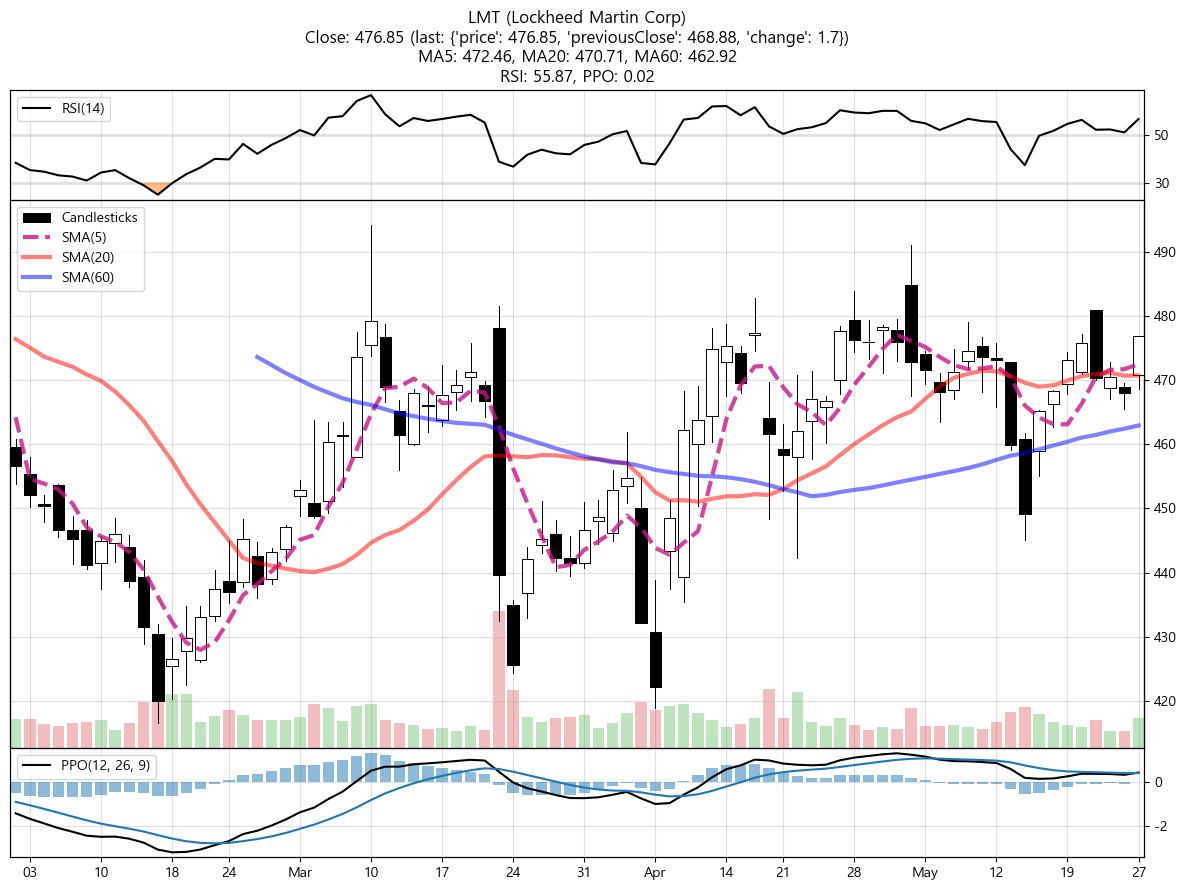 LMT (Lockheed Martin Corp)
Close: 476.85 (last: {'price': 476.85, 'previousClose': 468.88, 'change': 1.7})
MA5: 472.46, MA20: 470.71, MA60: 462.92
RSI: 55.87, PPO: 0.02
RSI(14)
50
30
Candlesticks
SMA(5)
SMA(20)
SMA(60)
490
480
470
460
450
440
430
420
PPO(12, 26, 9)
0
-2
03 10 18 24 Mar 10 17 24 31 Apr 14 21 28 May 12 19 27